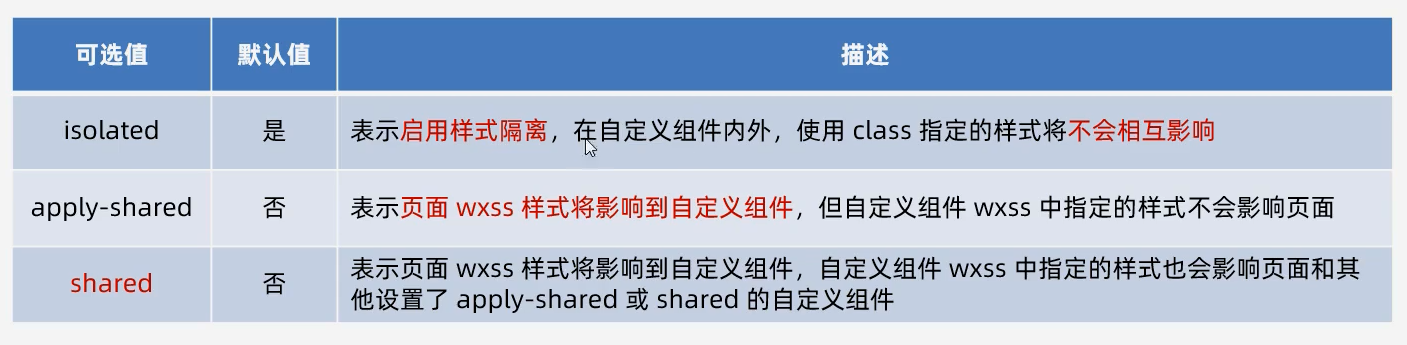 可选值 默认值 描述
isolated 是 表示启用样式隔离，在自定义组件内外，使用 class 指定的样式将不会相互影响
apply-shared 否 表示页面 wxss 样式将影响到自定义组件，但自定义组件 wxss 中指定的样式不会影响页面
shared 否 表示页面 wxss 样式将影响到自定义组件，自定义组件 wxss 中指定的样式也会影响页面和其
他设置了 apply-shared 或 shared 的自定义组件